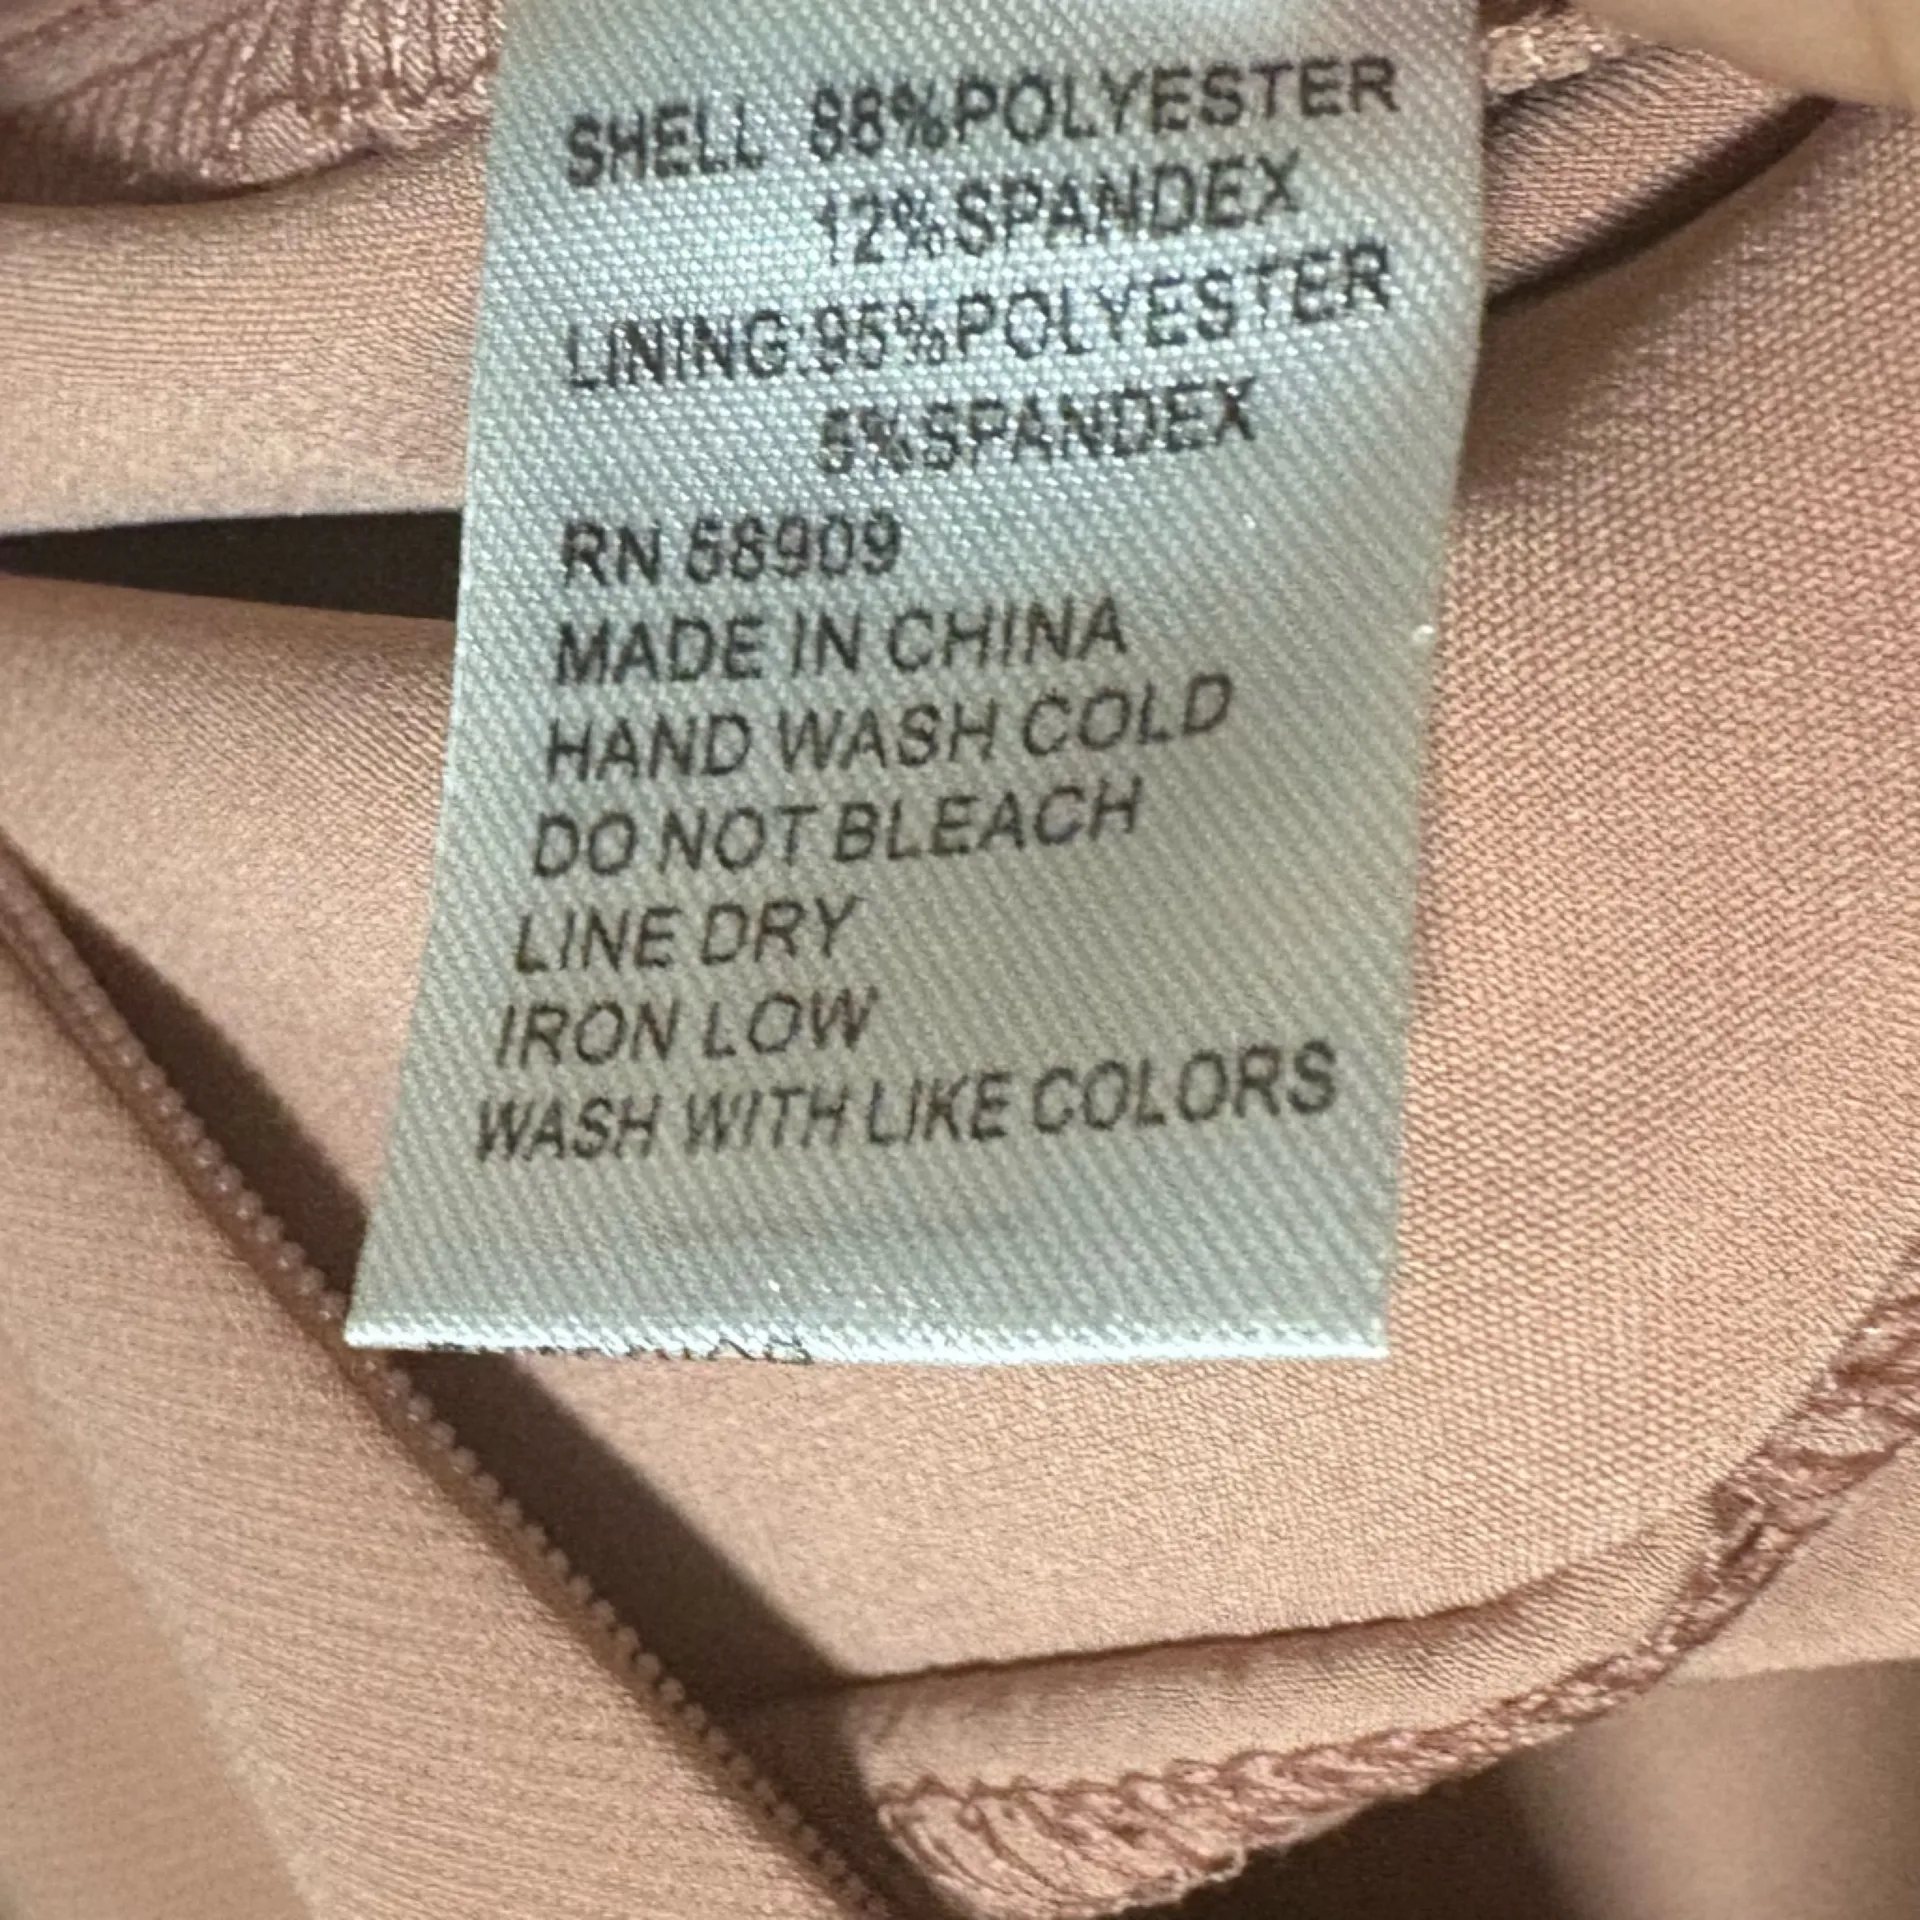 SHELL 88%POLYESTER
12%SPANDEX
LINING:95%POLYESTER
5%SPANDEX
RN 58909
MADE IN CHINA
HAND WASH COLD
DO NOT BLEACH
LINE DRY
IRON LOW
WASH WITH LIKE COLORS